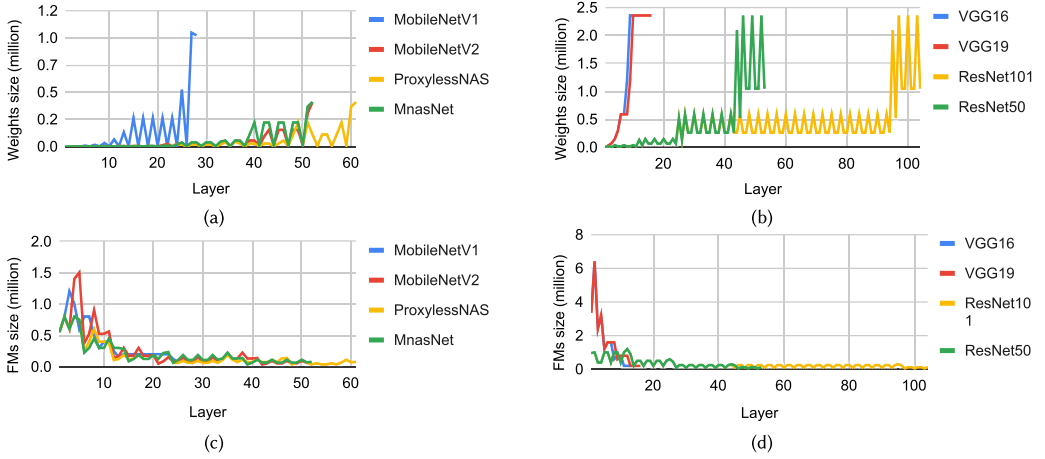 Weights size (million)
1.2
1.0
0.7
0.5
0.2
0.0
10 20 30 40 50 60
Layer
MobileNetV1
MobileNetV2
ProxylessNAS
MnasNet
(a)
Weights size (million)
2.5
2.0
1.5
1.0
0.5
0.0
20 40 60 80 100
Layer
VGG16
VGG19
ResNet101
ResNet50
(b)
FMs size (million)
2.0
1.5
1.0
0.5
0.0
10 20 30 40 50 60
Layer
MobileNetV1
MobileNetV2
ProxylessNAS
MnasNet
(c)
FMs size (million)
8
6
4
2
0
20 40 60 80 100
Layer
VGG16
VGG19
ResNet10
1
ResNet50
(d)